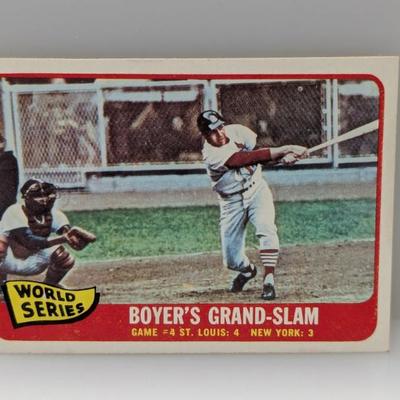 WORLD
SERIES
BOYER'S GRAND-SLAM
GAME #4 ST. LOUIS: 4 NEW YORK: 3